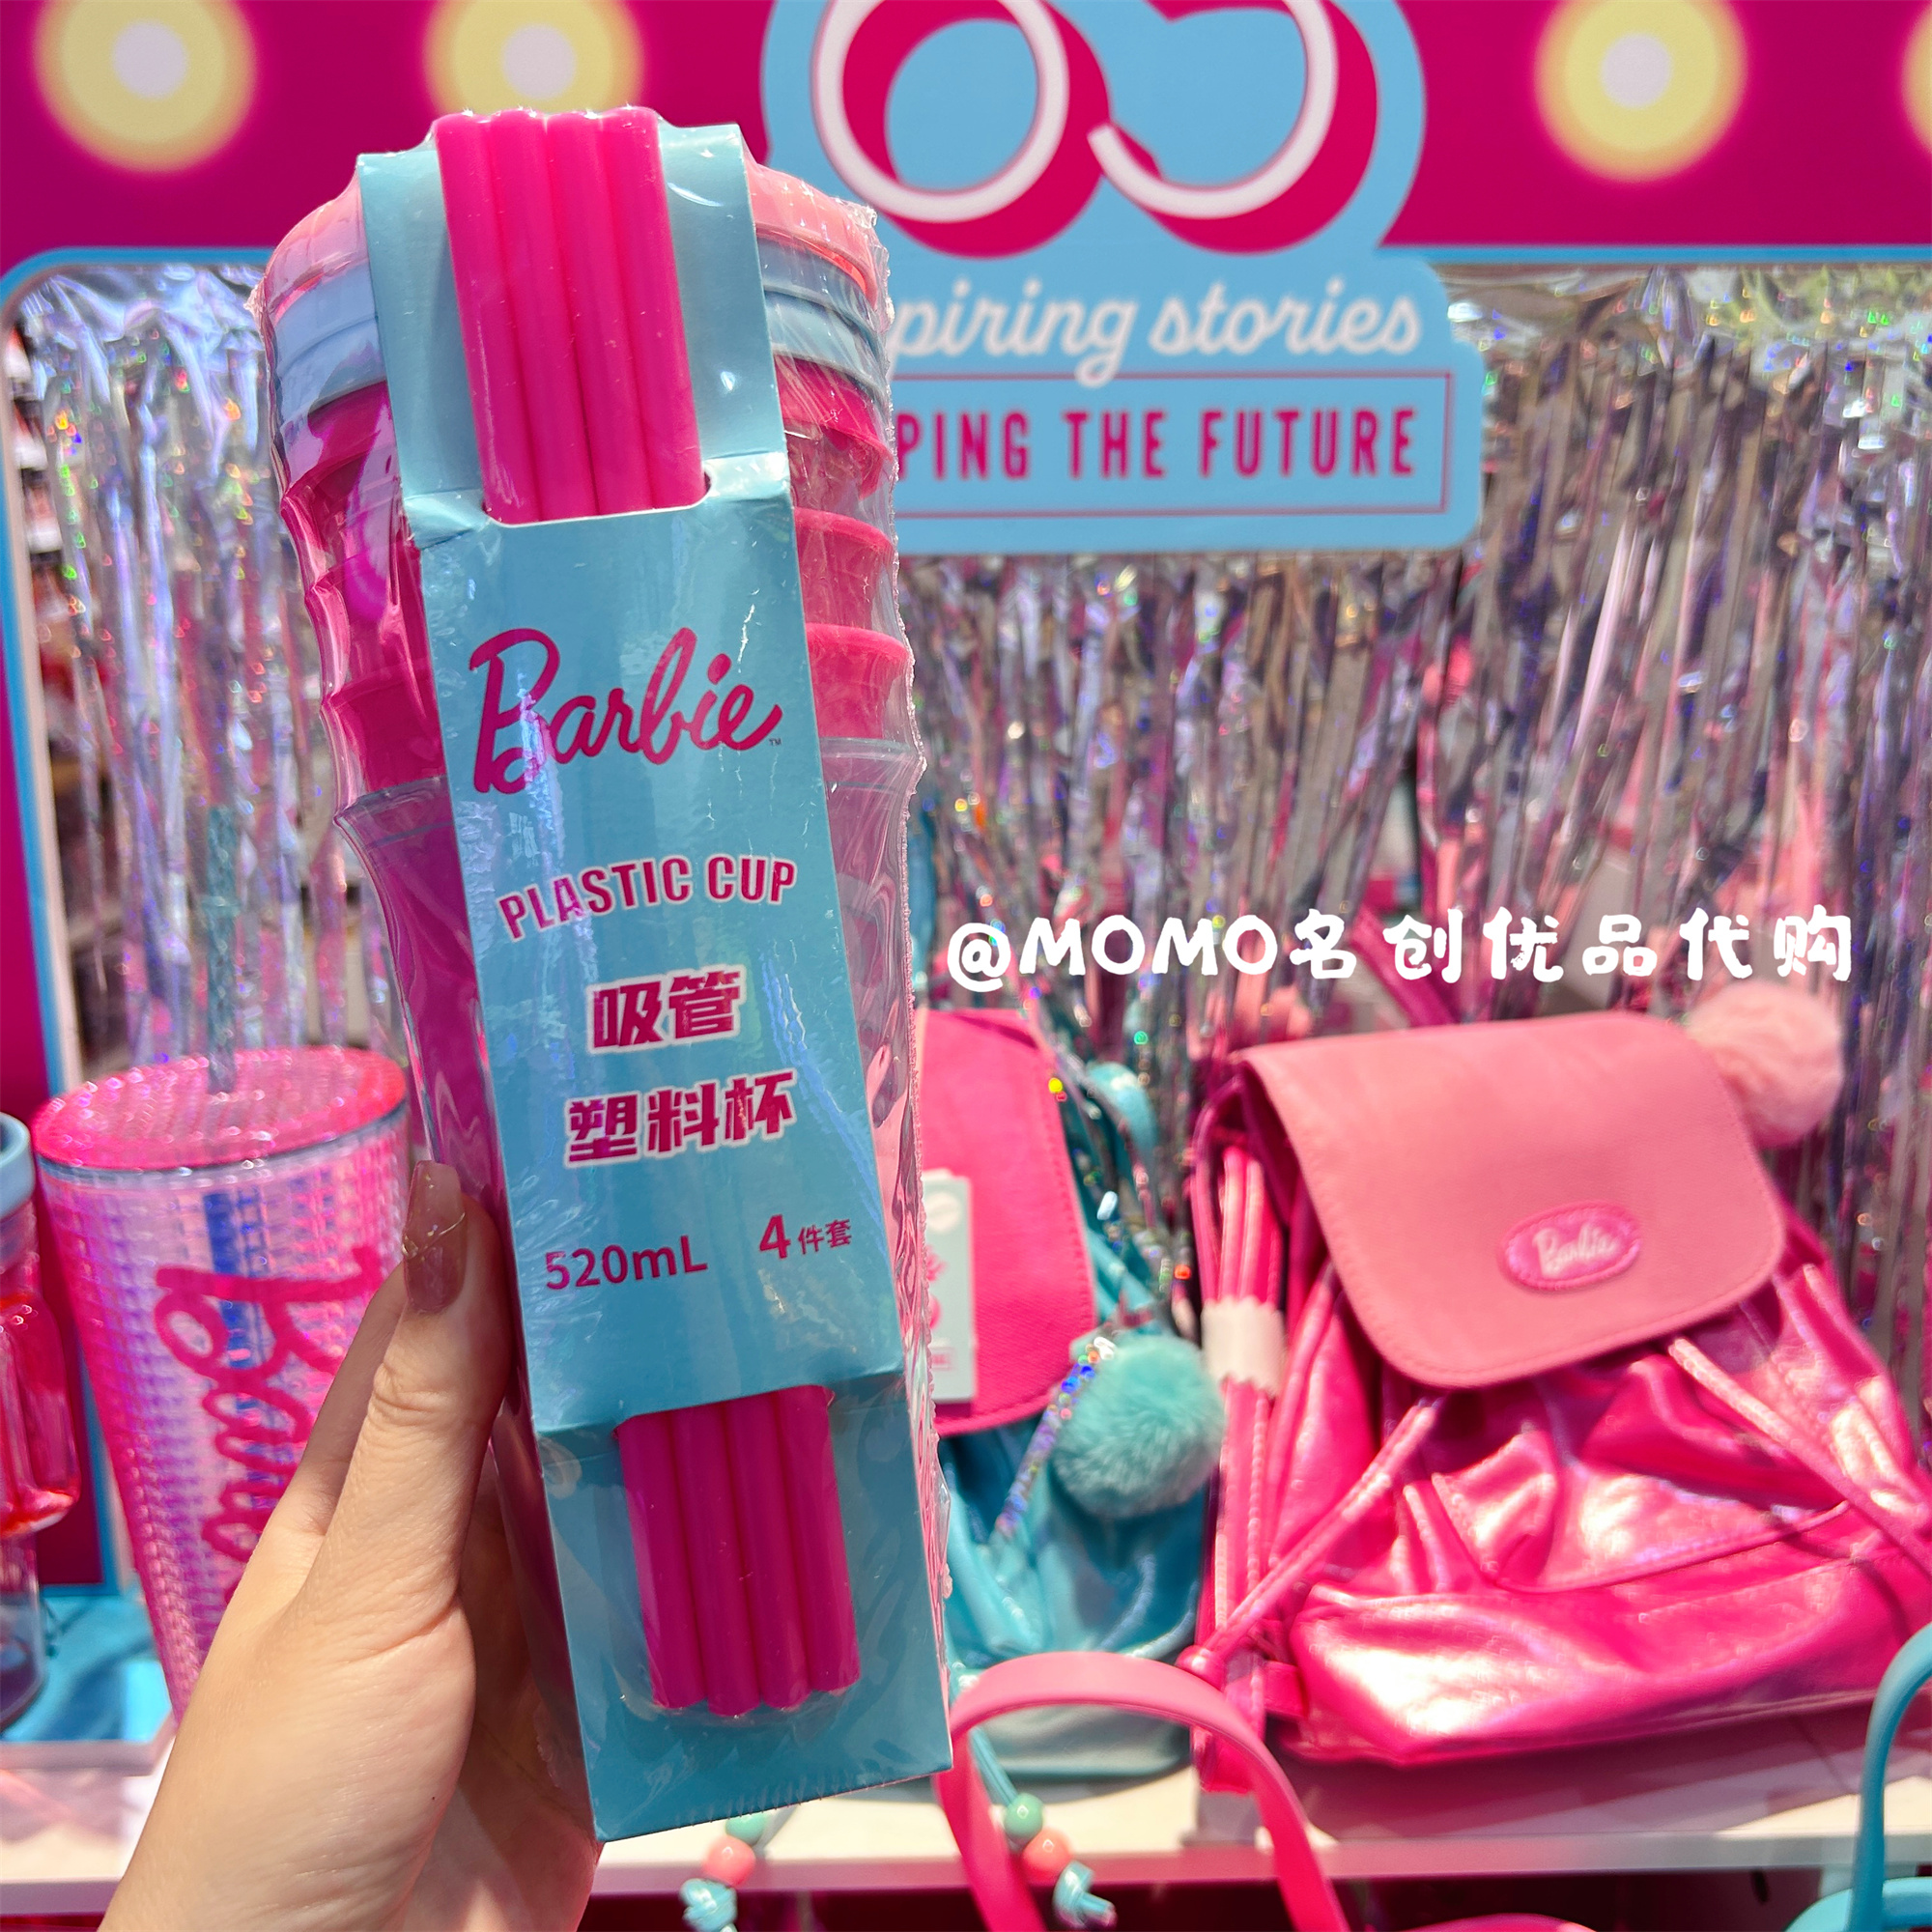 piring stories
PING THE FUTURE
Barbie™
PLASTIC CUP
吸管
塑料杯
520mL 4件套
@MOMO名创优品代购
Barbie
Barbie